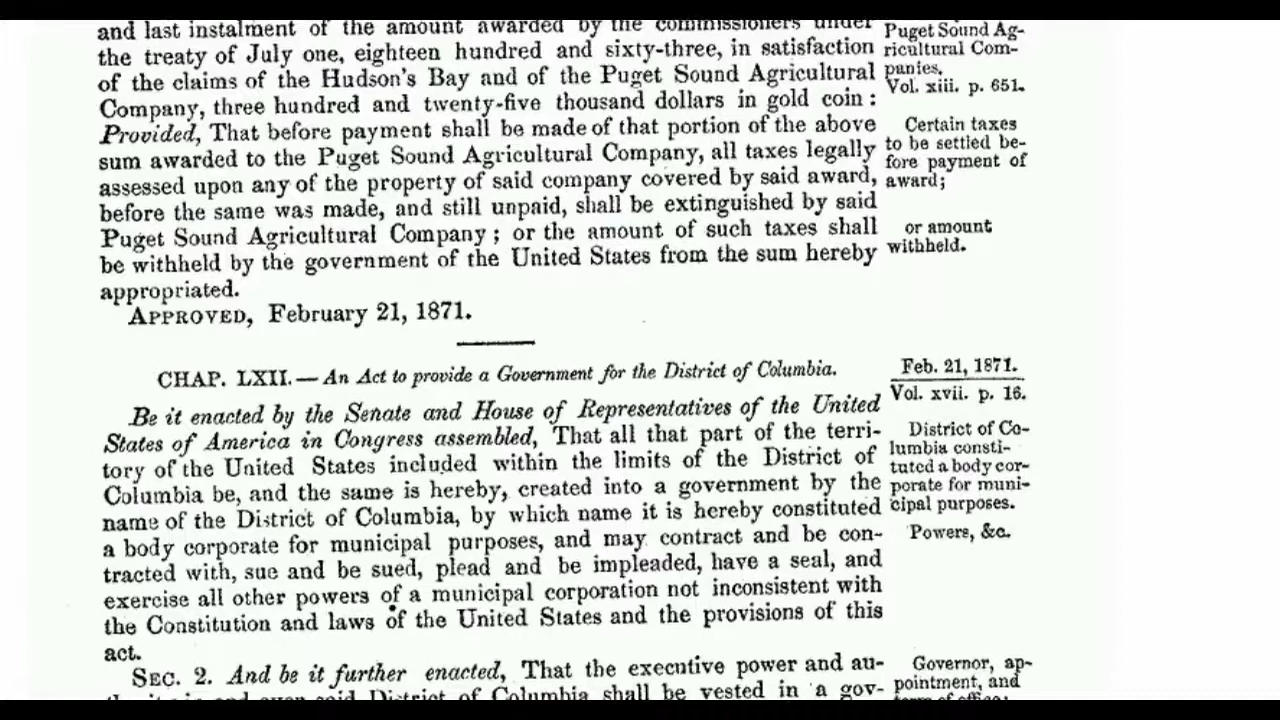 and last instalment of the amount awarded by the commissioners under
the treaty of July one, eighteen hundred and sixty-three, in satisfaction
of the claims of the Hudson's Bay and of the Puget Sound Agricultural
Company, three hundred and twenty-five thousand dollars in gold coin:
Provided, That before payment shall be made of that portion of the above
sum awarded to the Puget Sound Agricultural Company, all taxes legally
assessed upon any of the property of said company covered by said award,
before the same was made, and still unpaid, shall be extinguished by said
Puget Sound Agricultural Company; or the amount of such taxes shall
be withheld by the government of the United States from the sum hereby
appropriated.
APPROVED, February 21, 1871.
Puget Sound Ag-
ricultural Com-
panies.
Vol. xiii. p. 651.
Certain taxes
to be settled be-
fore payment of
award;
or amount
withheld.
CHAP. LXII.—An Act to provide a Government for the District of Columbia.
Be it enacted by the Senate and House of Representatives of the United
States of America in Congress assembled, That all that part of the terri-
tory of the United States included within the limits of the District of
Columbia be, and the same is hereby, created into a government by the
name of the District of Columbia, by which name it is hereby constituted
a body corporate for municipal purposes, and may contract and be con-
tracted with, sue and be sued, plead and be impleaded, have a seal, and
exercise all other powers of a municipal corporation not inconsistent with
the Constitution and laws of the United States and the provisions of this
act.
SEC. 2. And be it further enacted, That the executive power and au-
over said District of Columbia shall be vested in a gov-
Feb. 21, 1871.
Vol. xvii. p. 16.
District of Co-
lumbia consti-
tuted a body cor-
porate for muni-
cipal purposes.
Powers, &c.
Governor, ap-
pointment, and
term of office;